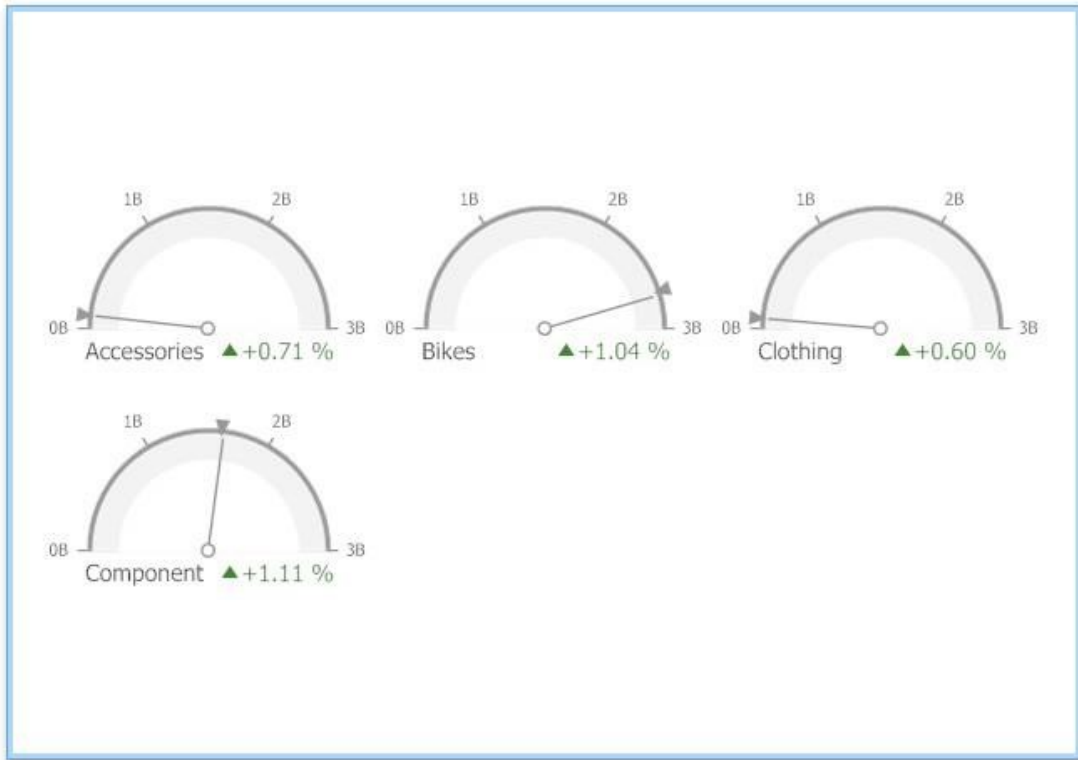 1B 2B 1B 2B 1B 2B
0B 3B 0B 3B 0B 3B
Accessories ▲+0.71 % Bikes ▲+1.04 % Clothing ▲+0.60 %
1B 2B
0B 3B
Component ▲+1.11 %